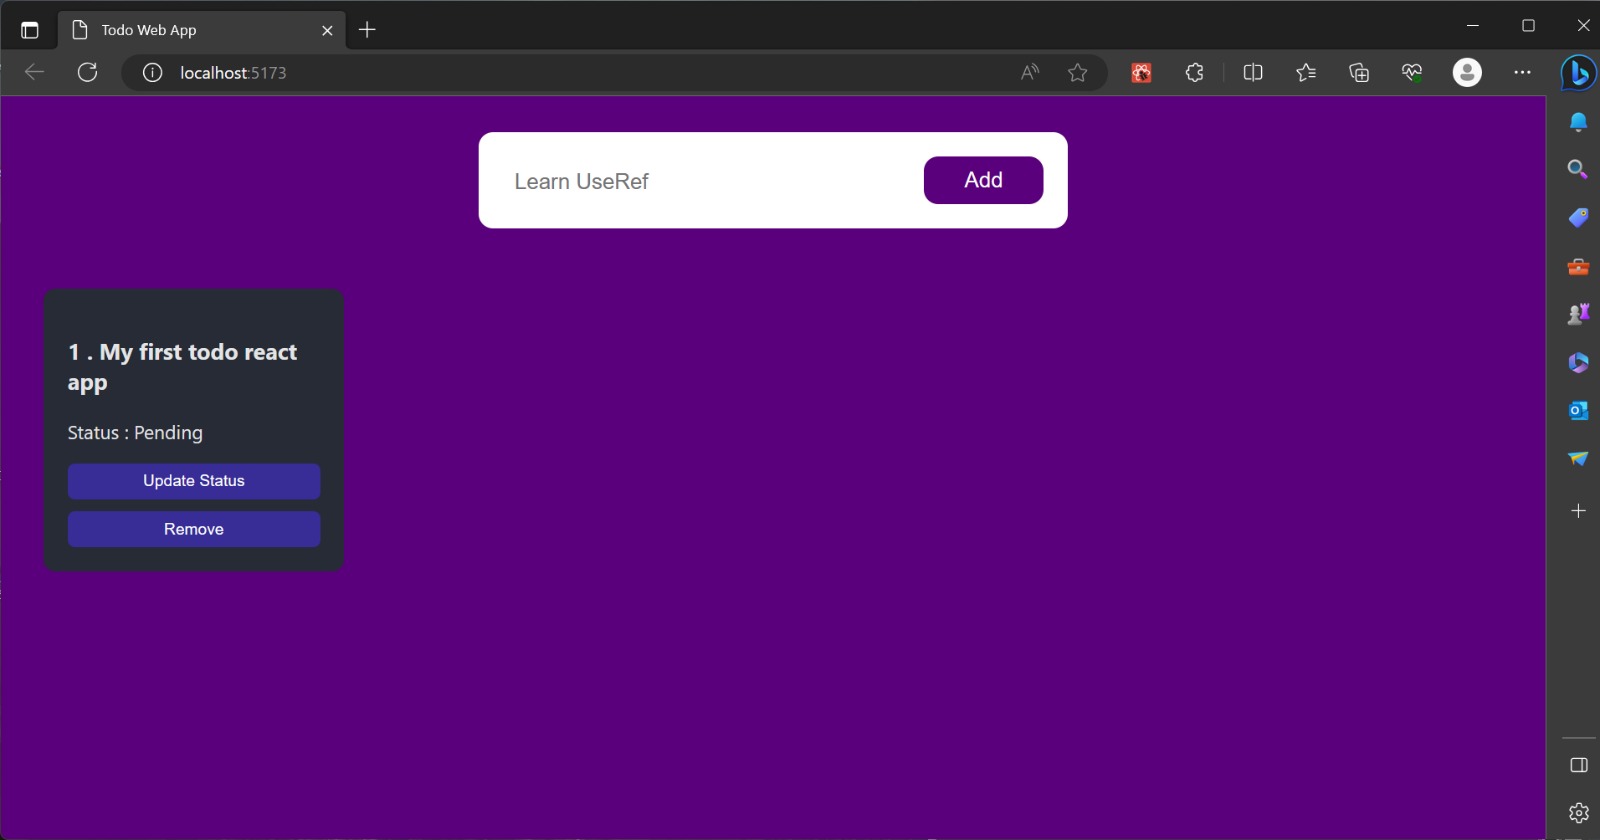 Todo Web App
localhost:5173
Learn UseRef
Add
1 . My first todo react
app
Status : Pending
Update Status
Remove